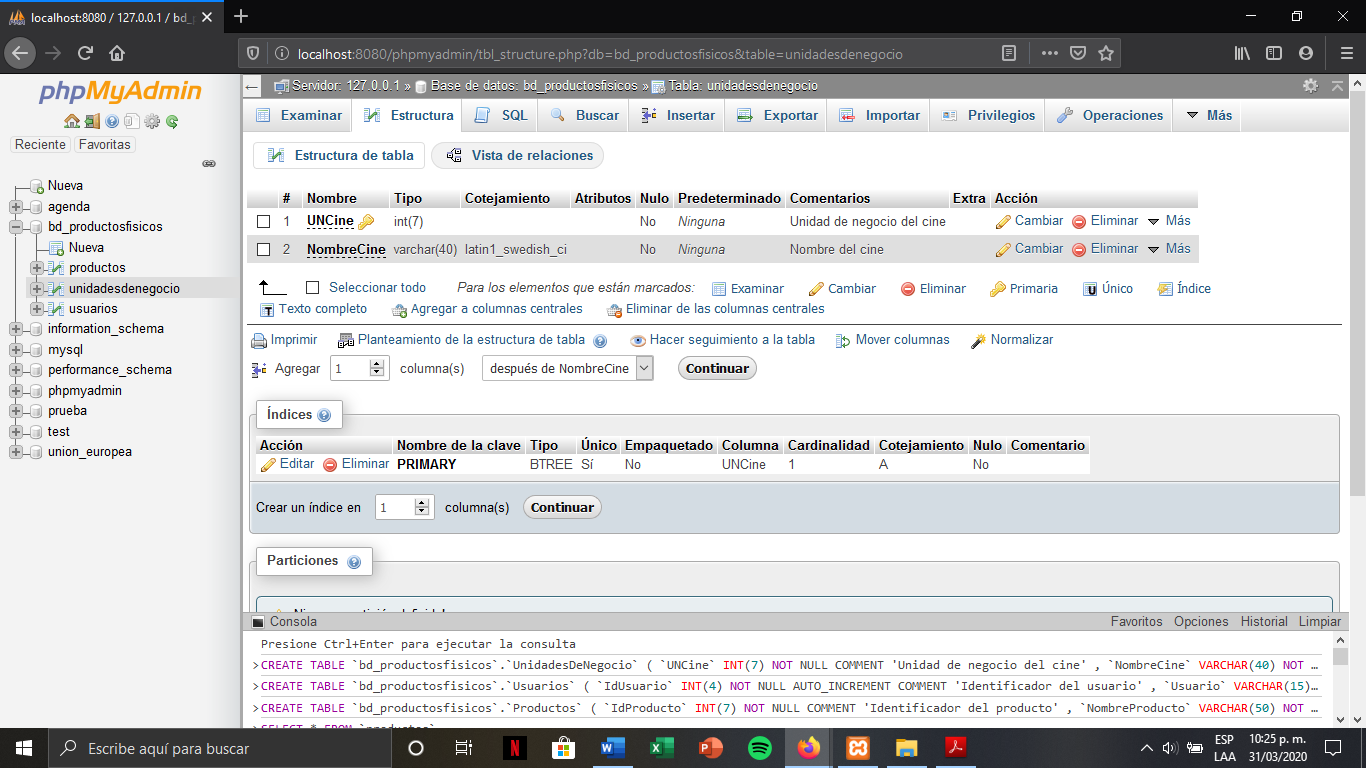 localhost:8080 / 127.0.0.1 / bd_
localhost:8080/phpmyadmin/tbl_structure.php?db=bd_productosfisicos&table=unidadesdenegocio
phpMyAdmin
Reciente Favoritas
Nueva
agenda
bd_productosfisicos
Nueva
productos
unidadesdenegocio
usuarios
information_schema
mysql
performance_schema
phpmyadmin
prueba
test
union_europea
Servidor: 127.0.0.1 » Base de datos: bd_productosfisicos » Tabla: unidadesdenegocio
Examinar Estructura SQL Buscar Insertar Exportar Importar Privilegios Operaciones Más
Estructura de tabla Vista de relaciones
# Nombre Tipo Cotejamiento Atributos Nulo Predeterminado Comentarios Extra Acción
1 UNCine int(7) No Ninguna Unidad de negocio del cine Cambiar Eliminar Más
2 NombreCine varchar(40) latin1_swedish_ci No Ninguna Nombre del cine Cambiar Eliminar Más
Seleccionar todo Para los elementos que están marcados: Examinar Cambiar Eliminar Primaria Único Índice
Texto completo Agregar a columnas centrales Eliminar de las columnas centrales
Imprimir Planteamiento de la estructura de tabla Hacer seguimiento a la tabla Mover columnas Normalizar
Agregar 1 columna(s) después de NombreCine Continuar
Índices
Acción Nombre de la clave Tipo Único Empaquetado Columna Cardinalidad Cotejamiento Nulo Comentario
Editar Eliminar PRIMARY BTREE Sí No UNCine 1 A No
Crear un índice en 1 columna(s) Continuar
Particiones
Consola Favoritos Opciones Historial Limpiar
Presione Ctrl+Enter para ejecutar la consulta
>CREATE TABLE `bd_productosfisicos`.`UnidadesDeNegocio` ( `UNCine` INT(7) NOT NULL COMMENT 'Unidad de negocio del cine' , `NombreCine` VARCHAR(40) NOT …
>CREATE TABLE `bd_productosfisicos`.`Usuarios` ( `IdUsuario` INT(4) NOT NULL AUTO_INCREMENT COMMENT 'Identificador del usuario' , `Usuario` VARCHAR(15)…
>CREATE TABLE `bd_productosfisicos`.`Productos` ( `IdProducto` INT(7) NOT NULL COMMENT 'Identificador del producto' , `NombreProducto` VARCHAR(50) NOT …
>SELECT * FROM `productos`
Escribe aquí para buscar
ESP
LAA
10:25 p. m.
31/03/2020